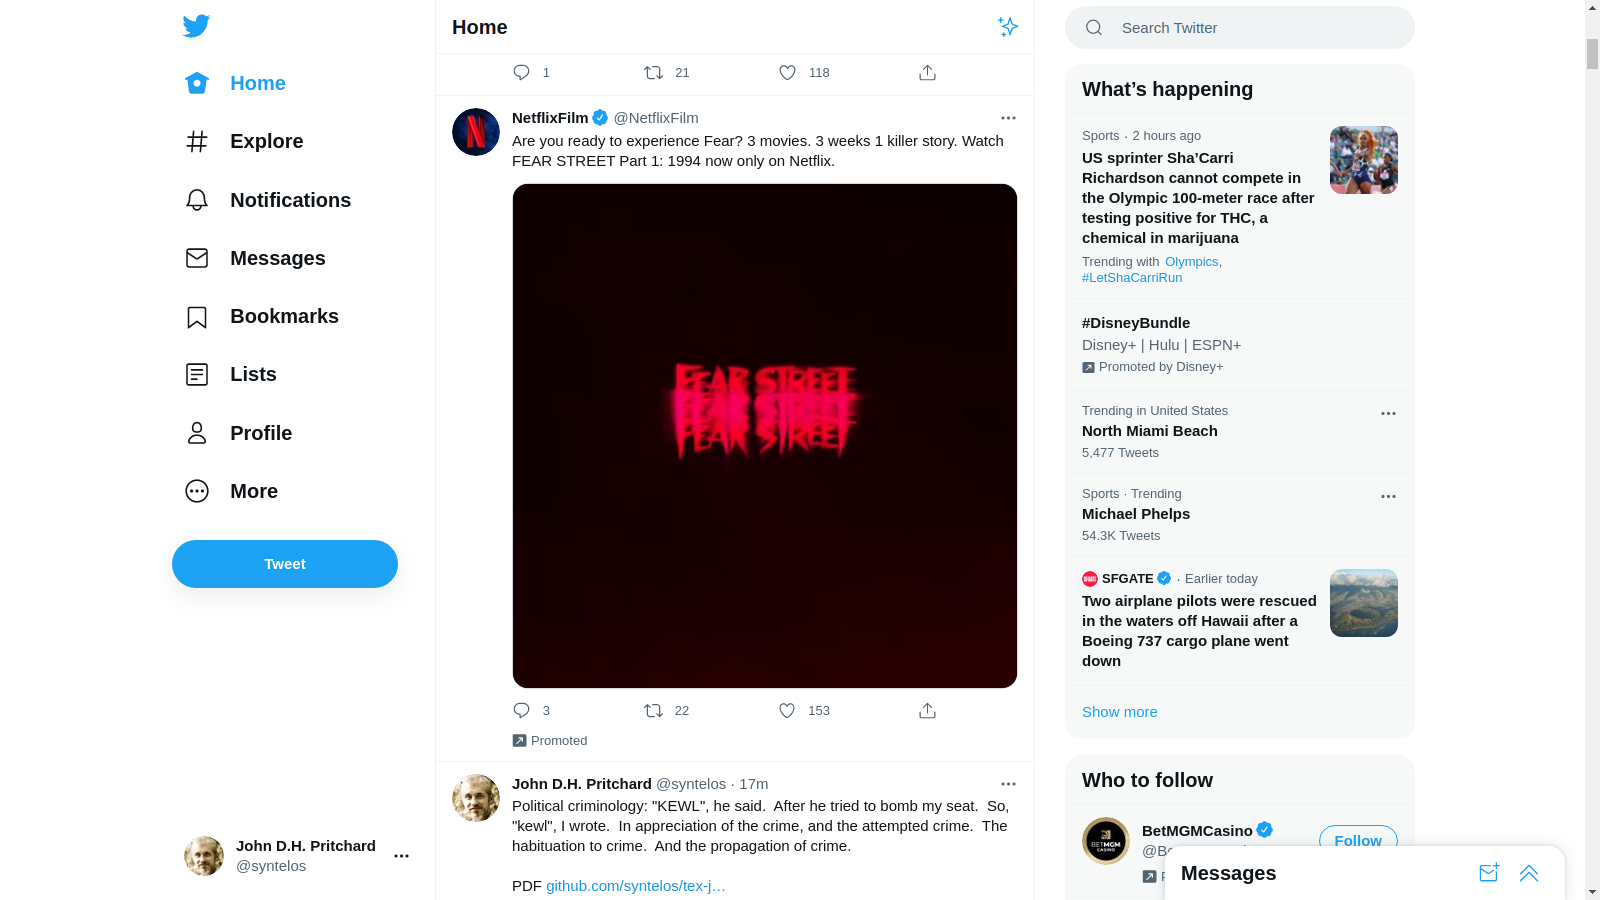 Home
Explore
Notifications
Messages
Bookmarks
Lists
Profile
More
Tweet
John D.H. Pritchard
@syntelos
Home
1 21 118
NetflixFilm @NetflixFilm
Are you ready to experience Fear? 3 movies. 3 weeks 1 killer story. Watch
FEAR STREET Part 1: 1994 now only on Netflix.
FEAR STREET
FEAR STREET
FEAR STREET
3 22 153
Promoted
John D.H. Pritchard @syntelos · 17m
Political criminology: "KEWL", he said.  After he tried to bomb my seat.  So,
"kewl", I wrote.  In appreciation of the crime, and the attempted crime.  The
habituation to crime.  And the propagation of crime.
PDF github.com/syntelos/tex-j…
Search Twitter
What’s happening
Sports · 2 hours ago
US sprinter Sha’Carri
Richardson cannot compete in
the Olympic 100-meter race after
testing positive for THC, a
chemical in marijuana
Trending with Olympics,
#LetShaCarriRun
#DisneyBundle
Disney+ | Hulu | ESPN+
Promoted by Disney+
Trending in United States
North Miami Beach
5,477 Tweets
Sports · Trending
Michael Phelps
54.3K Tweets
SFGATE · Earlier today
Two airplane pilots were rescued
in the waters off Hawaii after a
Boeing 737 cargo plane went
down
Show more
Who to follow
BETMGM
CASINO
BetMGMCasino
Follow
Messages